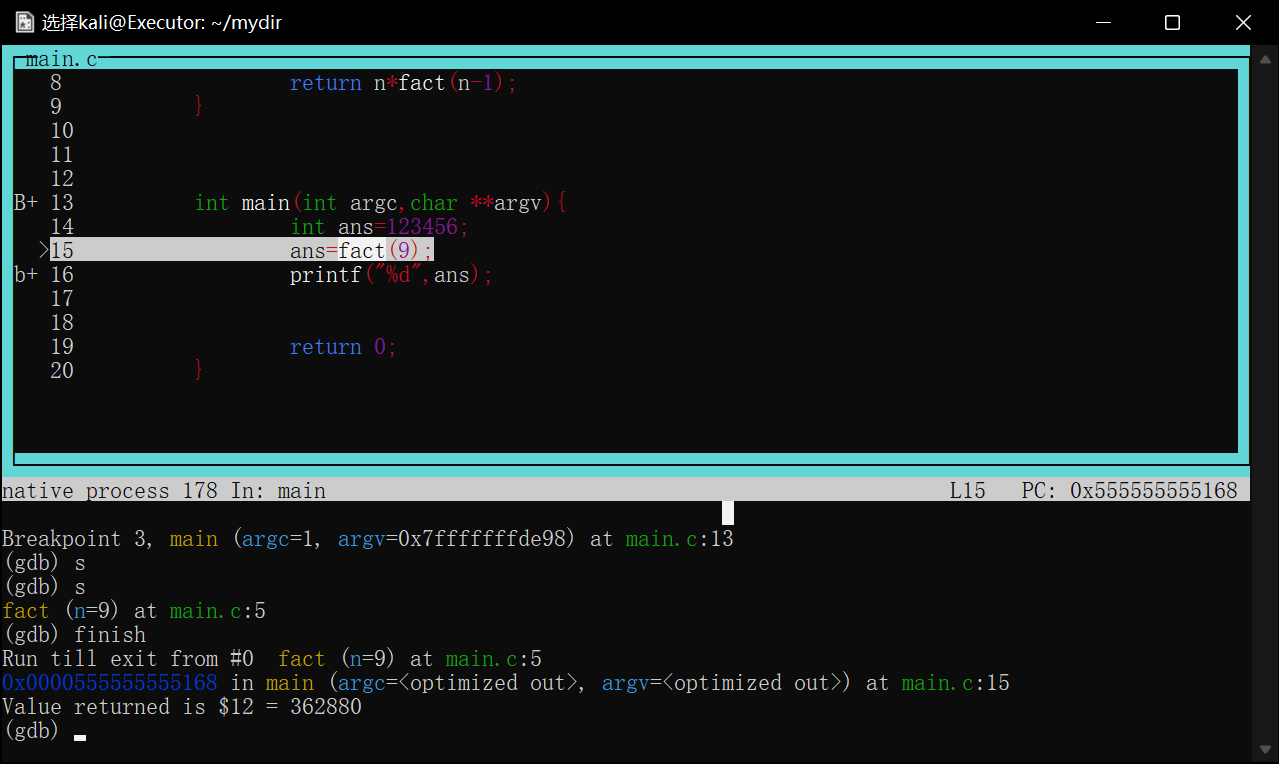 选择kali@Executor: ~/mydir
main.c
8 return n*fact(n-1);
9 }
10
11
12
B+ 13 int main(int argc,char **argv){
14 int ans=123456;
>15 ans=fact(9);
b+ 16 printf("%d",ans);
17
18
19 return 0;
20 }
native process 178 In: main L15 PC: 0x555555555168
Breakpoint 3, main (argc=1, argv=0x7fffffffde98) at main.c:13
(gdb) s
(gdb) s
fact (n=9) at main.c:5
(gdb) finish
Run till exit from #0 fact (n=9) at main.c:5
0x0000555555555168 in main (argc=<optimized out>, argv=<optimized out>) at main.c:15
Value returned is $12 = 362880
(gdb)